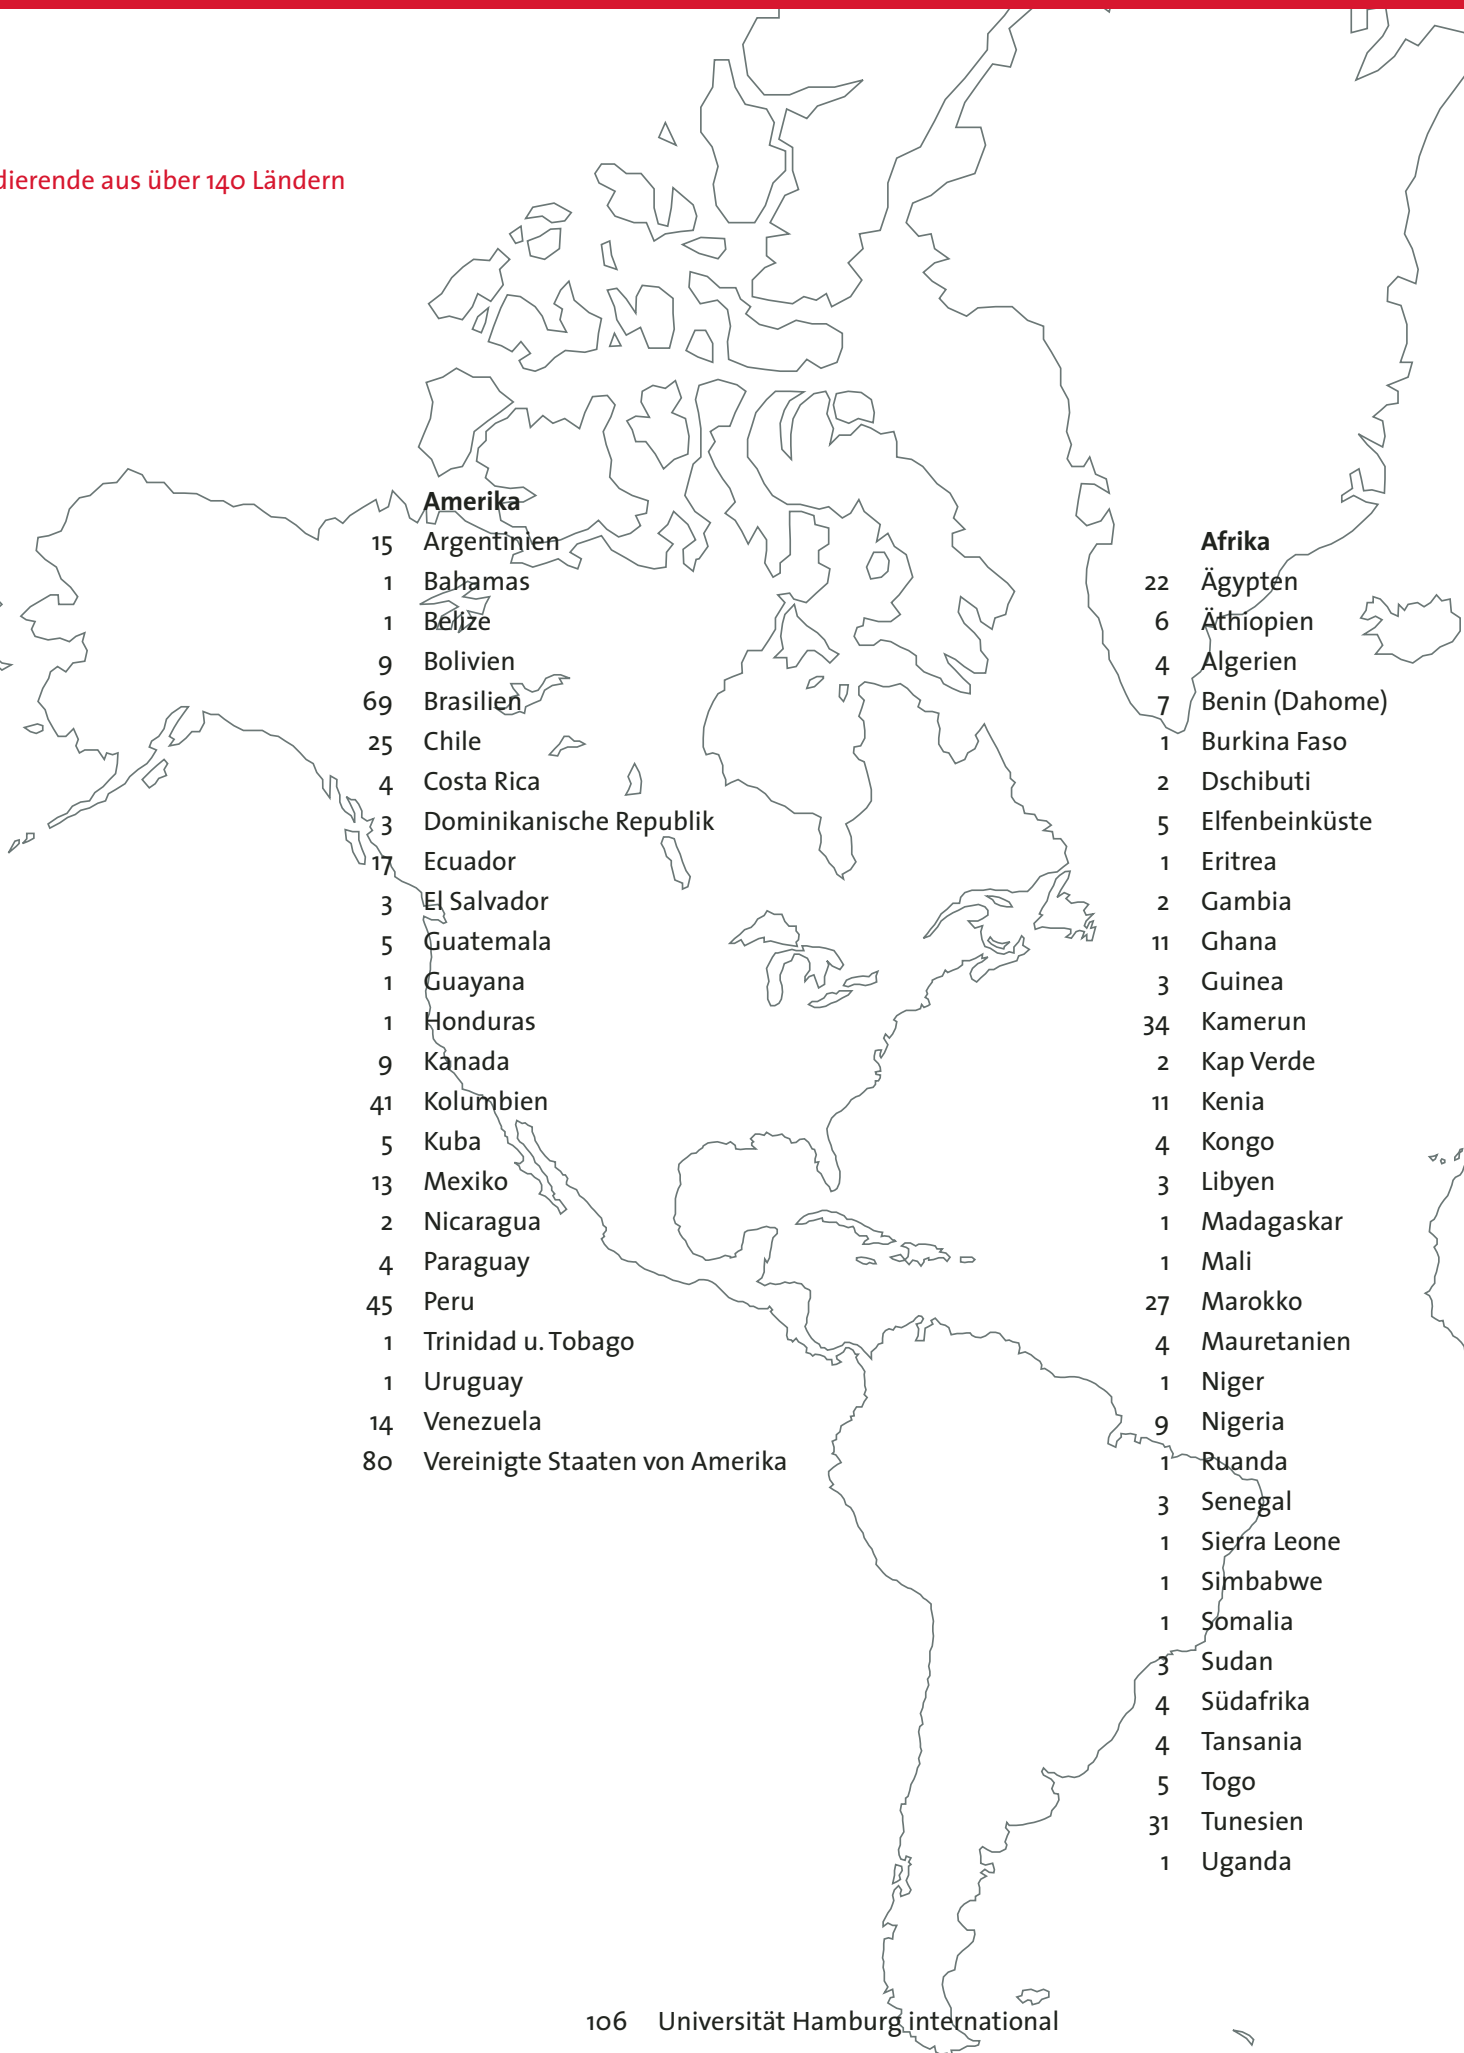 dierende aus über 140 Ländern
Amerika
15 Argentinien
1 Bahamas
1 Belize
9 Bolivien
69 Brasilien
25 Chile
4 Costa Rica
3 Dominikanische Republik
17 Ecuador
3 El Salvador
5 Guatemala
1 Guayana
1 Honduras
9 Kanada
41 Kolumbien
5 Kuba
13 Mexiko
2 Nicaragua
4 Paraguay
45 Peru
1 Trinidad u. Tobago
1 Uruguay
14 Venezuela
80 Vereinigte Staaten von Amerika
Afrika
22 Ägypten
6 Äthiopien
4 Algerien
7 Benin (Dahome)
1 Burkina Faso
2 Dschibuti
5 Elfenbeinküste
1 Eritrea
2 Gambia
11 Ghana
3 Guinea
34 Kamerun
2 Kap Verde
11 Kenia
4 Kongo
3 Libyen
1 Madagaskar
1 Mali
27 Marokko
4 Mauretanien
1 Niger
9 Nigeria
1 Ruanda
3 Senegal
1 Sierra Leone
1 Simbabwe
1 Somalia
3 Sudan
4 Südafrika
4 Tansania
5 Togo
31 Tunesien
1 Uganda
106 Universität Hamburg international